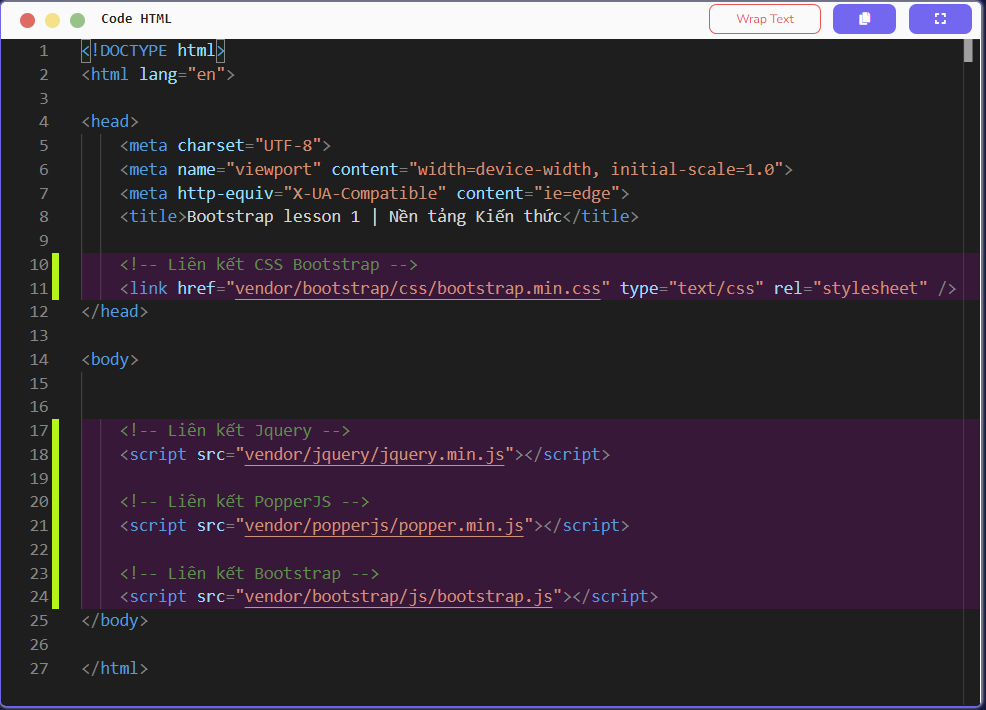 Code HTML
Wrap Text
1 <!DOCTYPE html>
2 <html lang="en">
3
4 <head>
5     <meta charset="UTF-8">
6     <meta name="viewport" content="width=device-width, initial-scale=1.0">
7     <meta http-equiv="X-UA-Compatible" content="ie=edge">
8     <title>Bootstrap lesson 1 | Nền tảng Kiến thức</title>
9
10     <!-- Liên kết CSS Bootstrap -->
11     <link href="vendor/bootstrap/css/bootstrap.min.css" type="text/css" rel="stylesheet" />
12 </head>
13
14 <body>
15
16
17     <!-- Liên kết Jquery -->
18     <script src="vendor/jquery/jquery.min.js"></script>
19
20     <!-- Liên kết PopperJS -->
21     <script src="vendor/popperjs/popper.min.js"></script>
22
23     <!-- Liên kết Bootstrap -->
24     <script src="vendor/bootstrap/js/bootstrap.js"></script>
25 </body>
26
27 </html>